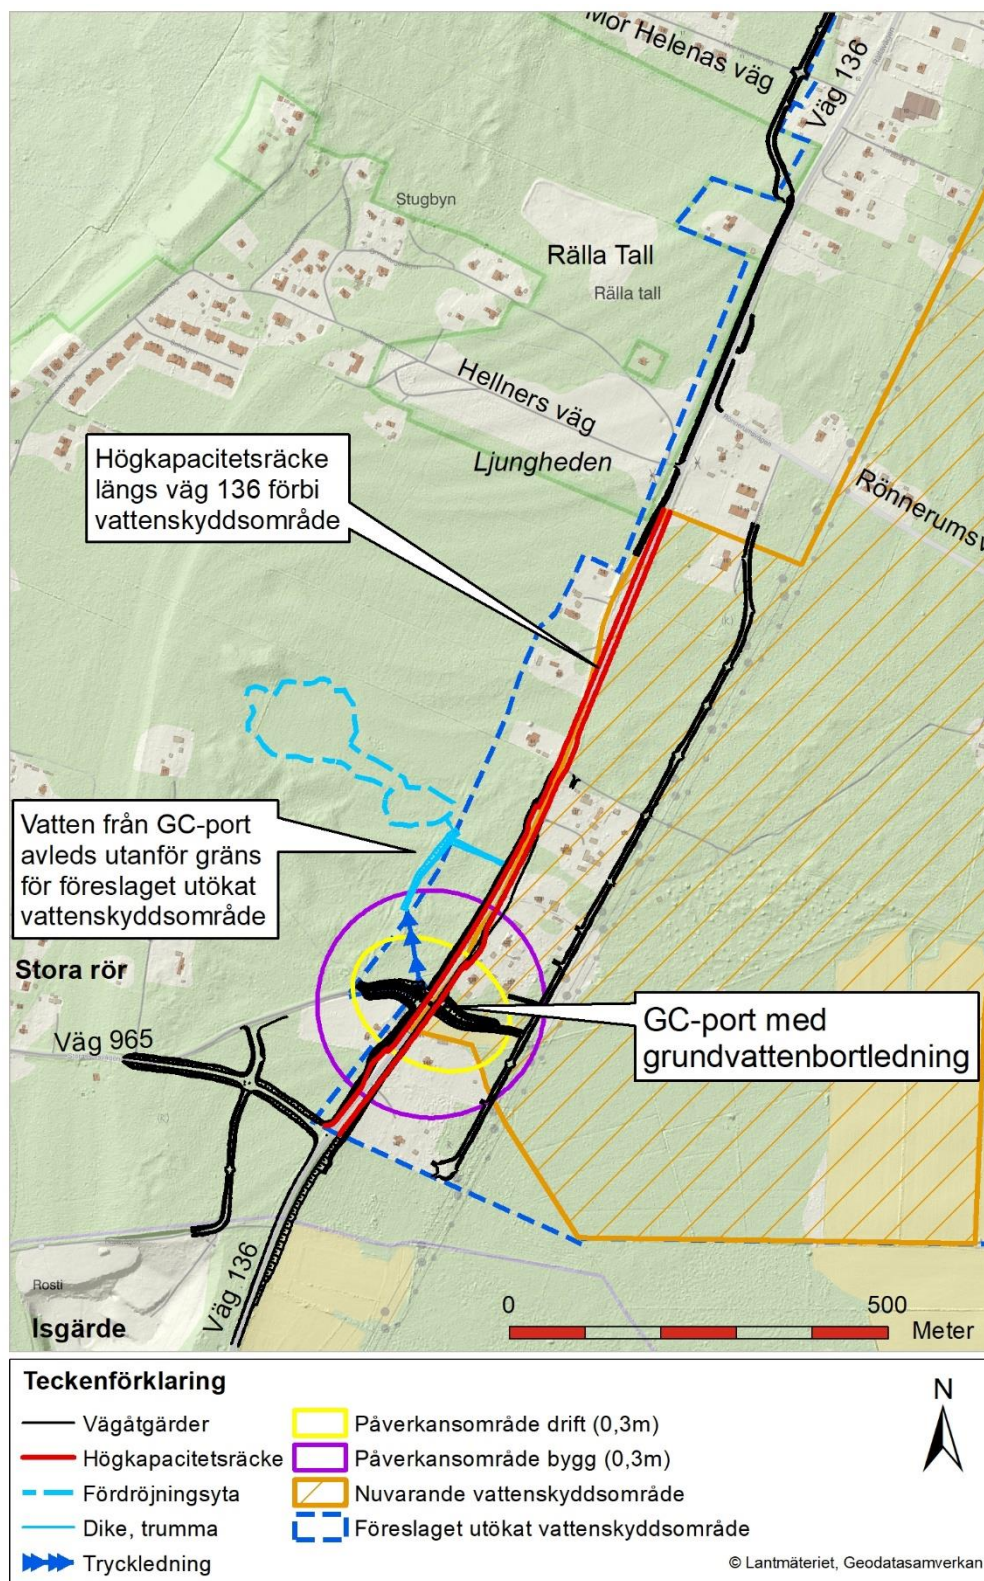 Mor Helenas väg
Väg 136
Stugbyn
Rälla Tall
Rälla tall
Hellners väg
Högkapacitetsräcke
längs väg 136 förbi
vattenskyddsområde
Ljungheden
Rönnerumsv
Vatten från GC-port
avleds utanför gräns
för föreslaget utökat
vattenskyddsområde
Stora rör
Väg 965
GC-port med
grundvattenbortledning
Väg 136
Rosti
Isgärde
0 500
Meter
Teckenförklaring
N
Vägåtgärder
Högkapacitetsräcke
Fördröjningsyta
Dike, trumma
Tryckledning
Påverkansområde drift (0,3m)
Påverkansområde bygg (0,3m)
Nuvarande vattenskyddsområde
Föreslaget utökat vattenskyddsområde
© Lantmäteriet, Geodatasamverkan